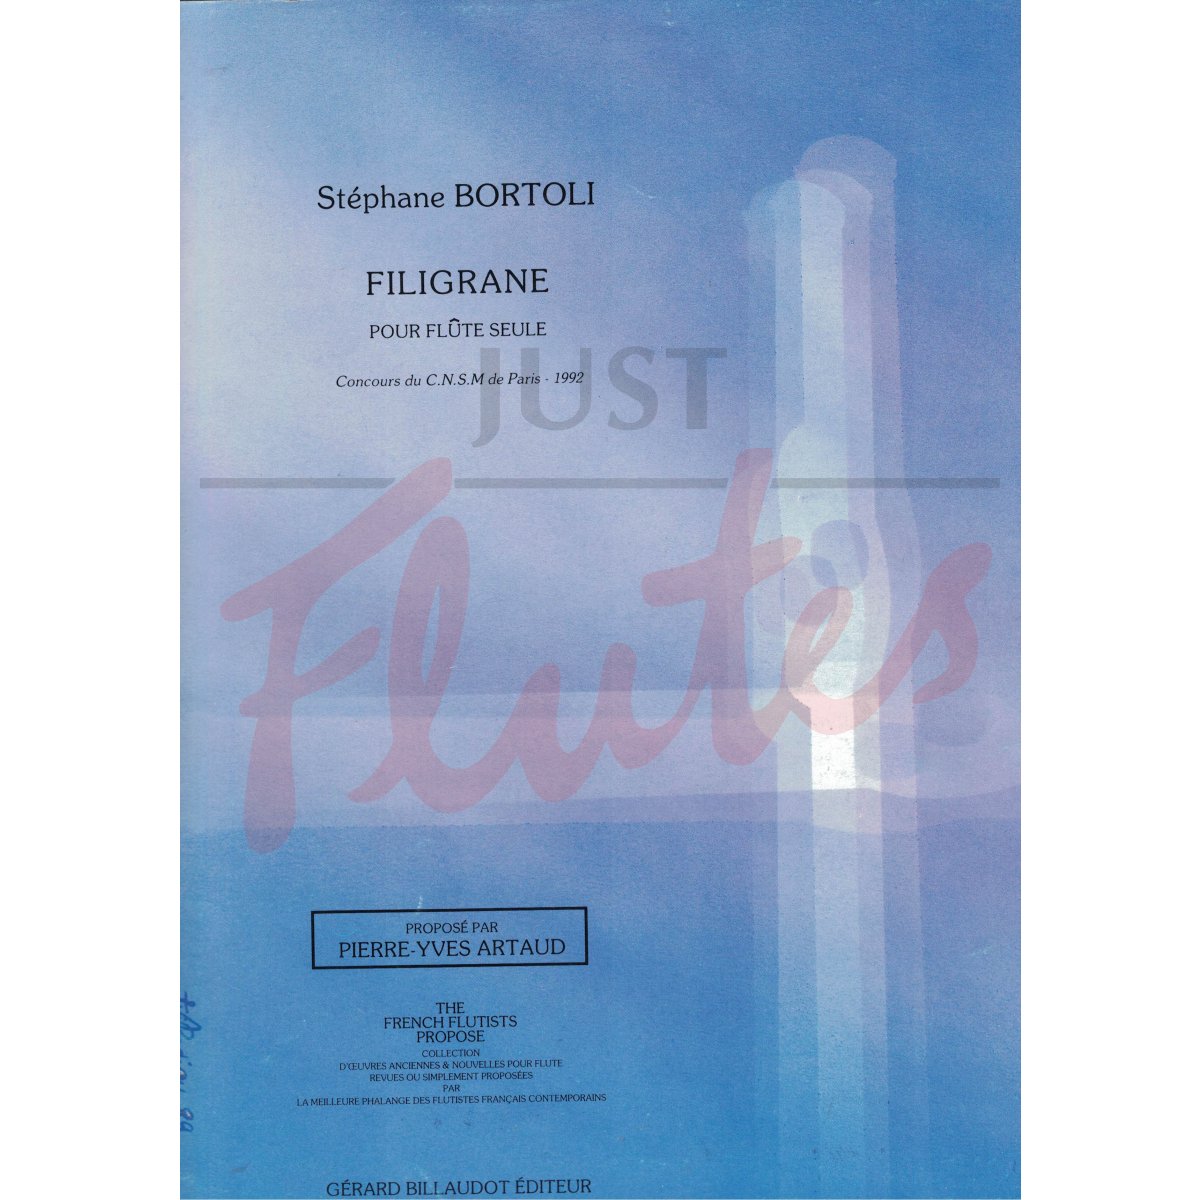 Stéphane BORTOLI
FILIGRANE
POUR FLÛTE SEULE
Concours du C.N.S.M de Paris - 1992
JUST
Flutes
PROPOSÉ PAR
PIERRE-YVES ARTAUD
THE
FRENCH FLUTISTS
PROPOSE
COLLECTION
D'ŒUVRES ANCIENNES & NOUVELLES POUR FLUTE
REVUES OU SIMPLEMENT PROPOSÉES
PAR
LA MEILLEURE PHALANGE DES FLUTISTES FRANÇAIS CONTEMPORAINS
GÉRARD BILLAUDOT ÉDITEUR